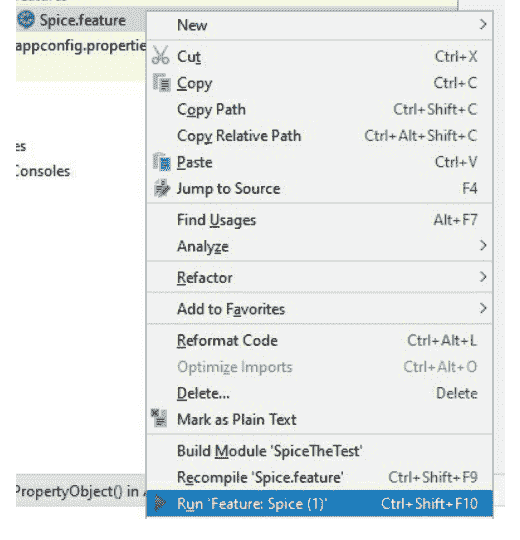 Spice.feature
appconfig.propertie
es
Consoles
PropertyObject() in
New
Cut Ctrl+X
Copy Ctrl+C
Copy Path Ctrl+Shift+C
Copy Relative Path Ctrl+Alt+Shift+C
Paste Ctrl+V
Jump to Source F4
Find Usages Alt+F7
Analyze
Refactor
Add to Favorites
Reformat Code Ctrl+Alt+L
Optimize Imports Ctrl+Alt+O
Delete... Delete
Mark as Plain Text
Build Module 'SpiceTheTest'
Recompile 'Spice.feature' Ctrl+Shift+F9
Run 'Feature: Spice (1)' Ctrl+Shift+F10